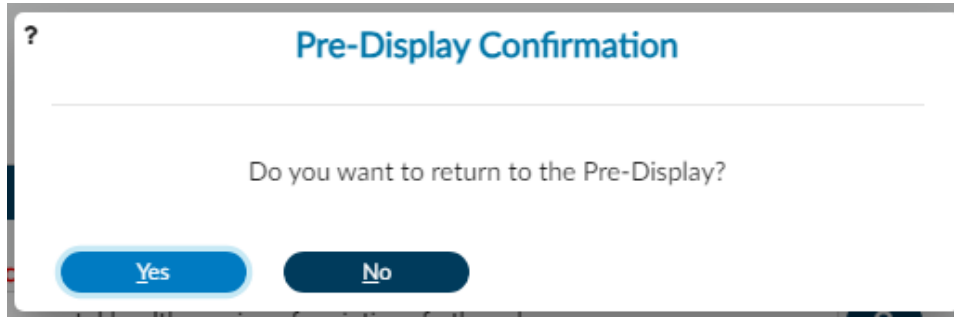 ?
Pre-Display Confirmation
Do you want to return to the Pre-Display?
Yes
No